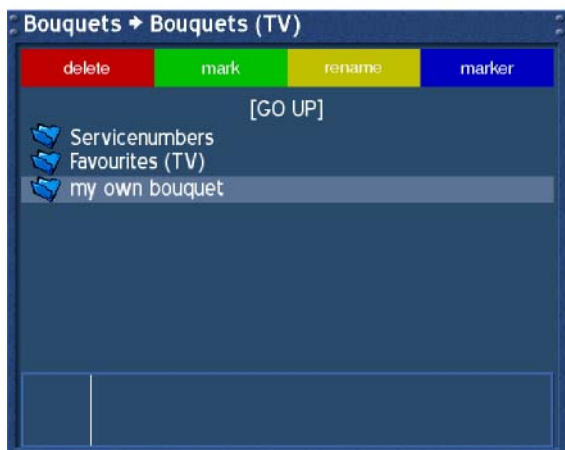 Bouquets → Bouquets (TV)
delete mark rename marker
[GO UP]
Servicenumbers
Favourites (TV)
my own bouquet